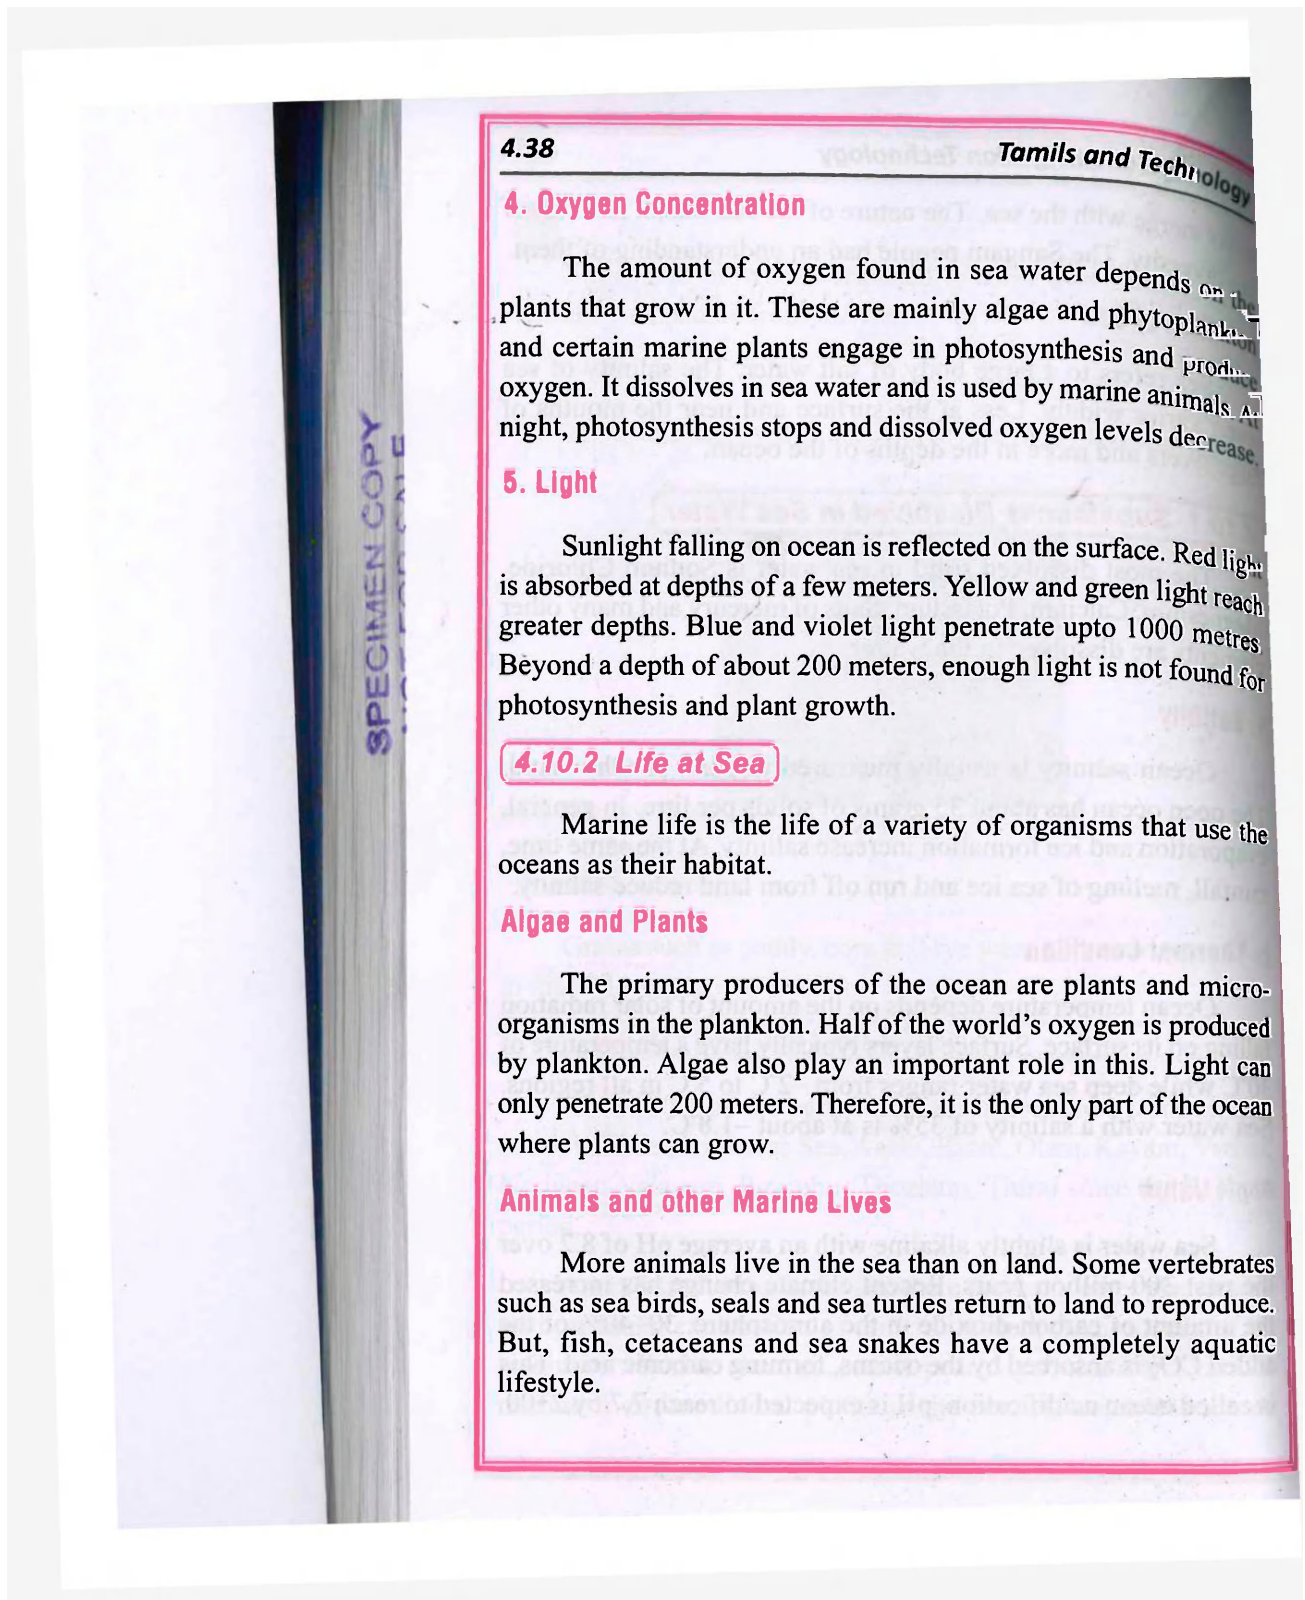 4.38 Tamils and Technology
4. Oxygen Concentration
The amount of oxygen found in sea water depends on the
plants that grow in it. These are mainly algae and phytoplankton
and certain marine plants engage in photosynthesis and produce
oxygen. It dissolves in sea water and is used by marine animals. At
night, photosynthesis stops and dissolved oxygen levels decrease.
5. Light
Sunlight falling on ocean is reflected on the surface. Red light
is absorbed at depths of a few meters. Yellow and green light reach
greater depths. Blue and violet light penetrate upto 1000 metres.
Beyond a depth of about 200 meters, enough light is not found for
photosynthesis and plant growth.
4.10.2 Life at Sea
Marine life is the life of a variety of organisms that use the
oceans as their habitat.
Algae and Plants
The primary producers of the ocean are plants and micro-
organisms in the plankton. Half of the world's oxygen is produced
by plankton. Algae also play an important role in this. Light can
only penetrate 200 meters. Therefore, it is the only part of the ocean
where plants can grow.
Animals and other Marine Lives
More animals live in the sea than on land. Some vertebrates
such as sea birds, seals and sea turtles return to land to reproduce.
But, fish, cetaceans and sea snakes have a completely aquatic
lifestyle.
SPECIMEN COPY